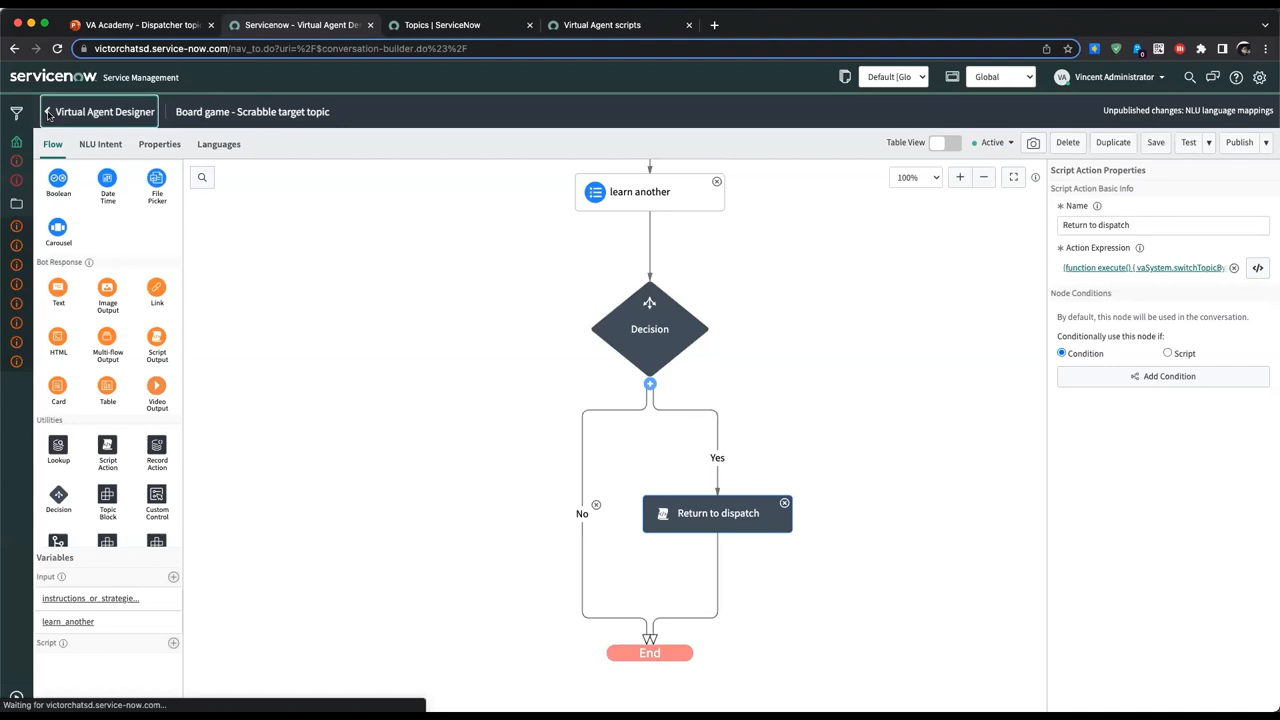 VA Academy - Dispatcher topic
Servicenow - Virtual Agent De
Topics | ServiceNow
Virtual Agent scripts
victorchatsd.service-now.com/nav_to.do?uri=%2F$conversation-builder.do%23%2F
servicenow Service Management
Default [Glo
Global
VA Vincent Administrator
Virtual Agent Designer
Board game - Scrabble target topic
Unpublished changes: NLU language mappings
Flow
NLU Intent
Properties
Languages
Table View
Active
Delete
Duplicate
Save
Test
Publish
Boolean
Date Time
File Picker
Carousel
Bot Response
Text
Image Output
Link
HTML
Multi-flow Output
Script Output
Card
Table
Video Output
Utilities
Lookup
Script Action
Record Action
Decision
Topic Block
Custom Control
Variables
Input
instructions_or_strategie...
learn_another
Script
100%
learn another
Decision
Yes
No
Return to dispatch
End
Script Action Properties
Script Action Basic Info
Name
Return to dispatch
Action Expression
(function execute() { vaSystem.switchTopicBy
Node Conditions
By default, this node will be used in the conversation.
Conditionally use this node if:
Condition
Script
Add Condition
Waiting for victorchatsd.service-now.com...